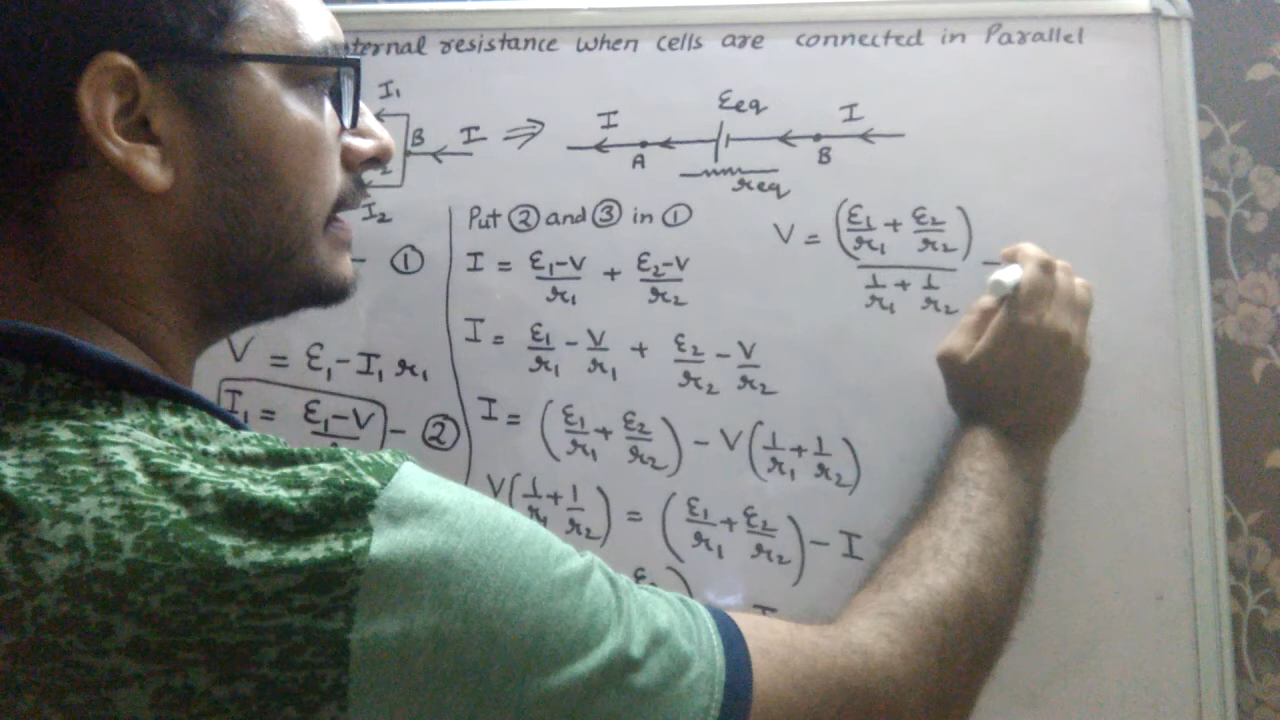 ternal resistance when cells are connected in Parallel
I₁
B I ⇒
I₂
I A εeq B I
req
- ①
V = ε₁ - I₁ r₁
I₁ = ε₁-V - ②
Put ② and ③ in ①
I = (ε₁-V)/r₁ + (ε₂-V)/r₂
I = ε₁/r₁ - V/r₁ + ε₂/r₂ - V/r₂
I = (ε₁/r₁ + ε₂/r₂) - V(1/r₁ + 1/r₂)
V(1/r₁ + 1/r₂) = (ε₁/r₁ + ε₂/r₂) - I
V = (ε₁/r₁ + ε₂/r₂)/(1/r₁ + 1/r₂) -